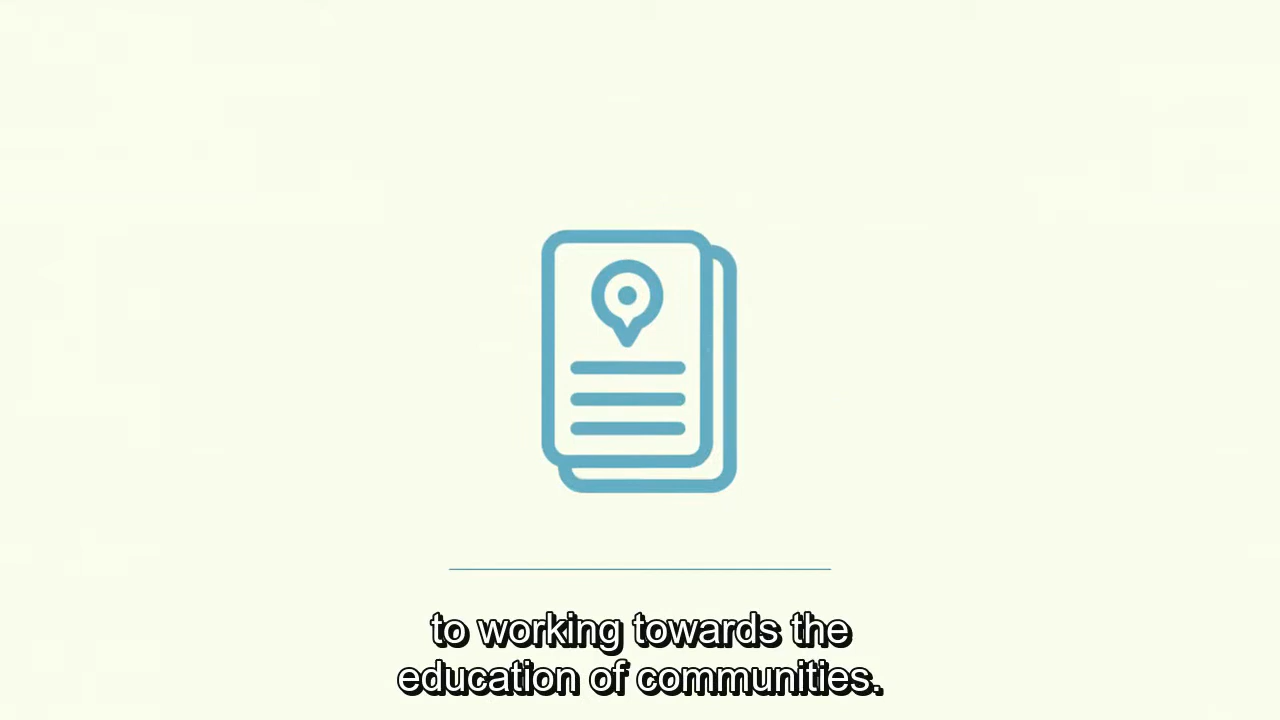 to working towards the
education of communities.